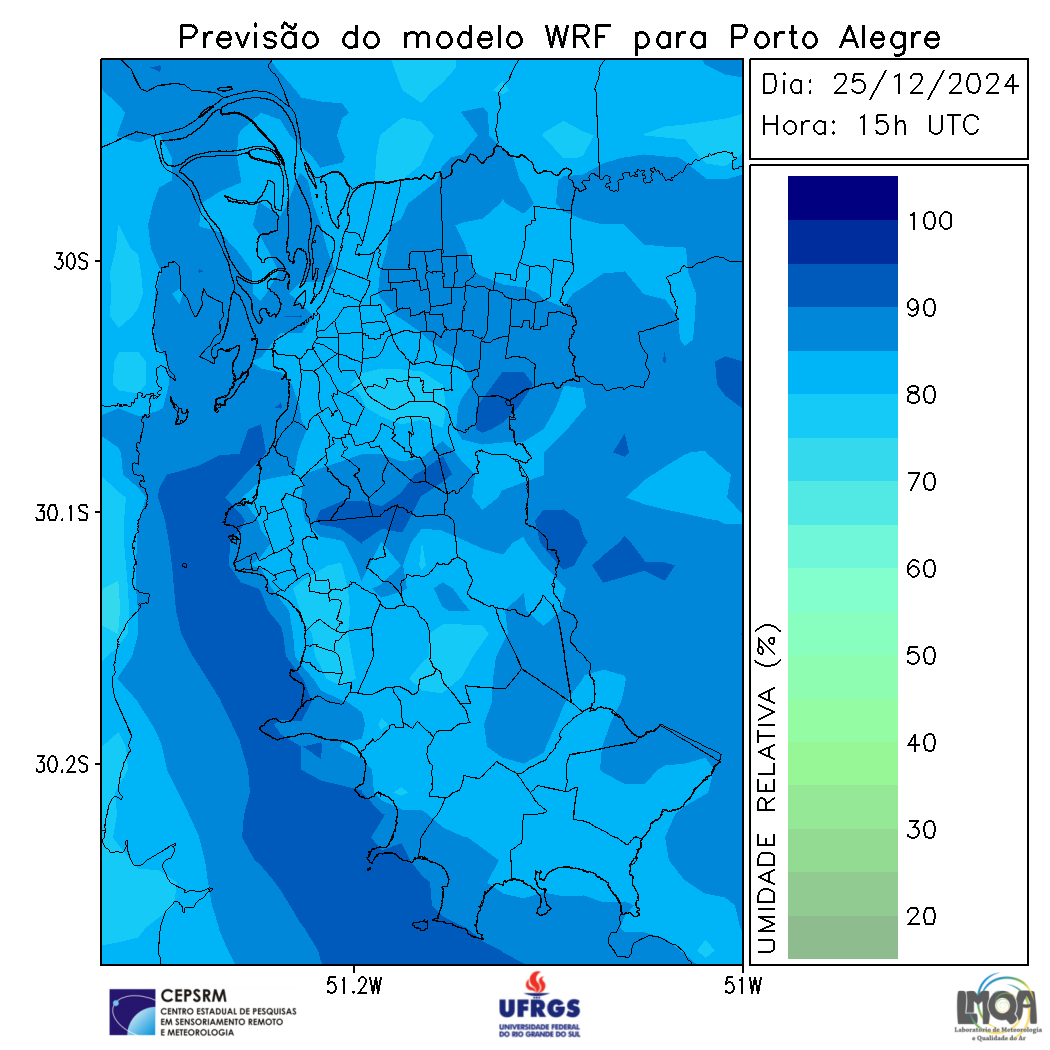 Previsão do modelo WRF para Porto Alegre
Dia: 25/12/2024
Hora: 15h UTC
30S
30.1S
30.2S
51.2W
51W
UMIDADE RELATIVA (%)
100
90
80
70
60
50
40
30
20
CEPSRM
CENTRO ESTADUAL DE PESQUISAS
EM SENSORIAMENTO REMOTO
E METEOROLOGIA
UFRGS
UNIVERSIDADE FEDERAL
DO RIO GRANDE DO SUL
LMQA
Laboratório de Meteorologia
e Qualidade do Ar